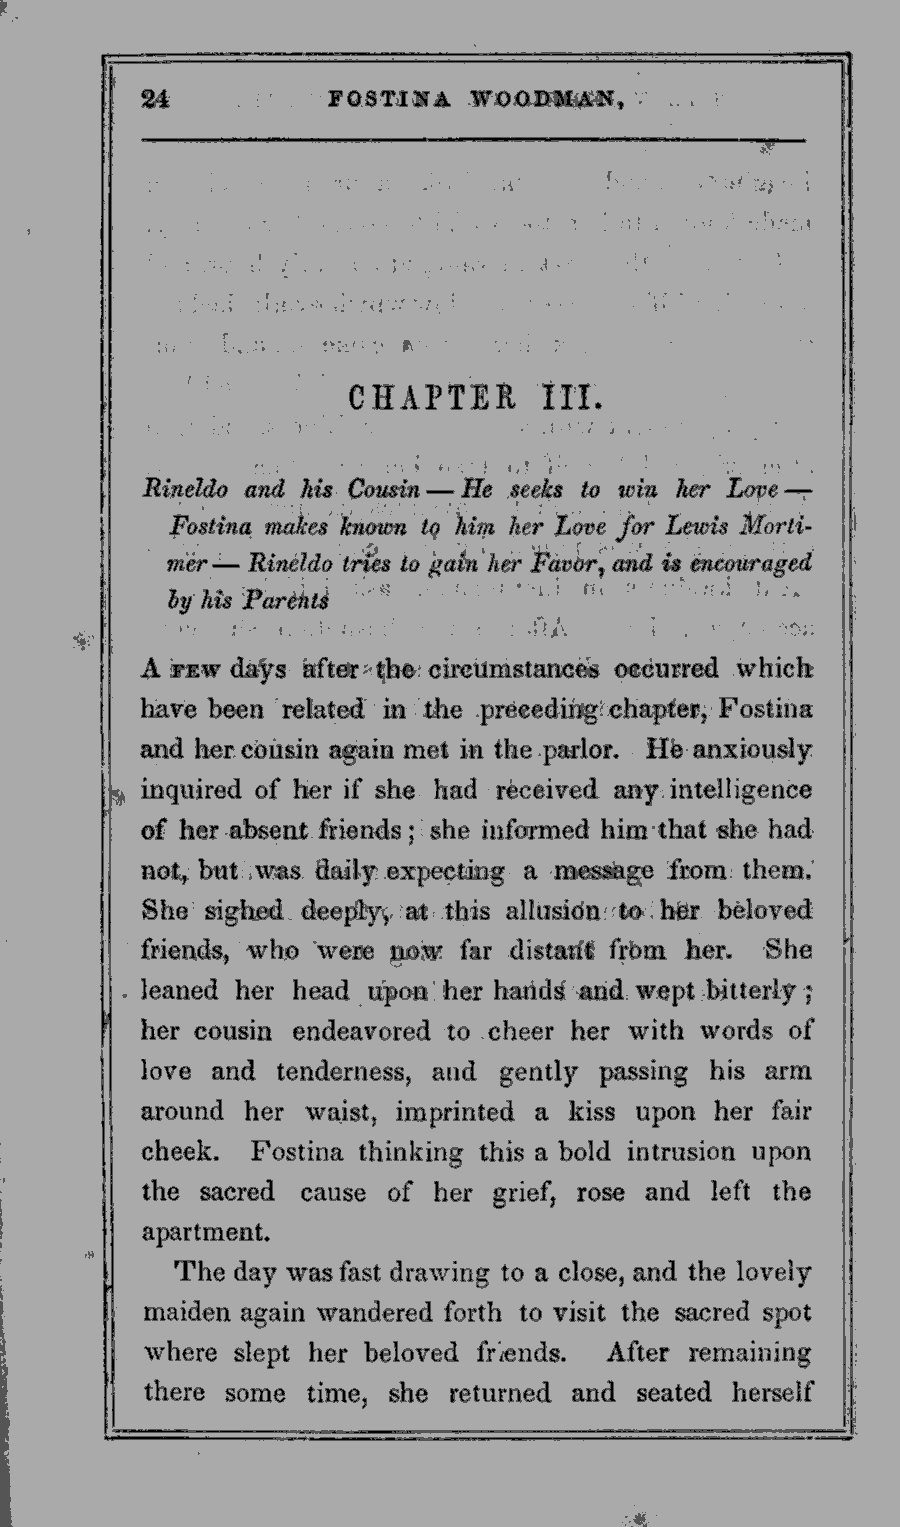 24 FOSTINA WOODMAN,
CHAPTER III.
Rineldo and his Cousin — He seeks to win her Love —
Fostina makes known to him her Love for Lewis Morti-
mer — Rineldo tries to gain her Favor, and is encouraged
by his Parents
A FEW days after the circumstances occurred which
have been related in the preceding chapter, Fostina
and her cousin again met in the parlor. He anxiously
inquired of her if she had received any intelligence
of her absent friends; she informed him that she had
not, but was daily expecting a message from them.
She sighed deeply, at this allusion to her beloved
friends, who were now far distant from her. She
leaned her head upon her hands and wept bitterly;
her cousin endeavored to cheer her with words of
love and tenderness, and gently passing his arm
around her waist, imprinted a kiss upon her fair
cheek. Fostina thinking this a bold intrusion upon
the sacred cause of her grief, rose and left the
apartment.
The day was fast drawing to a close, and the lovely
maiden again wandered forth to visit the sacred spot
where slept her beloved friends. After remaining
there some time, she returned and seated herself